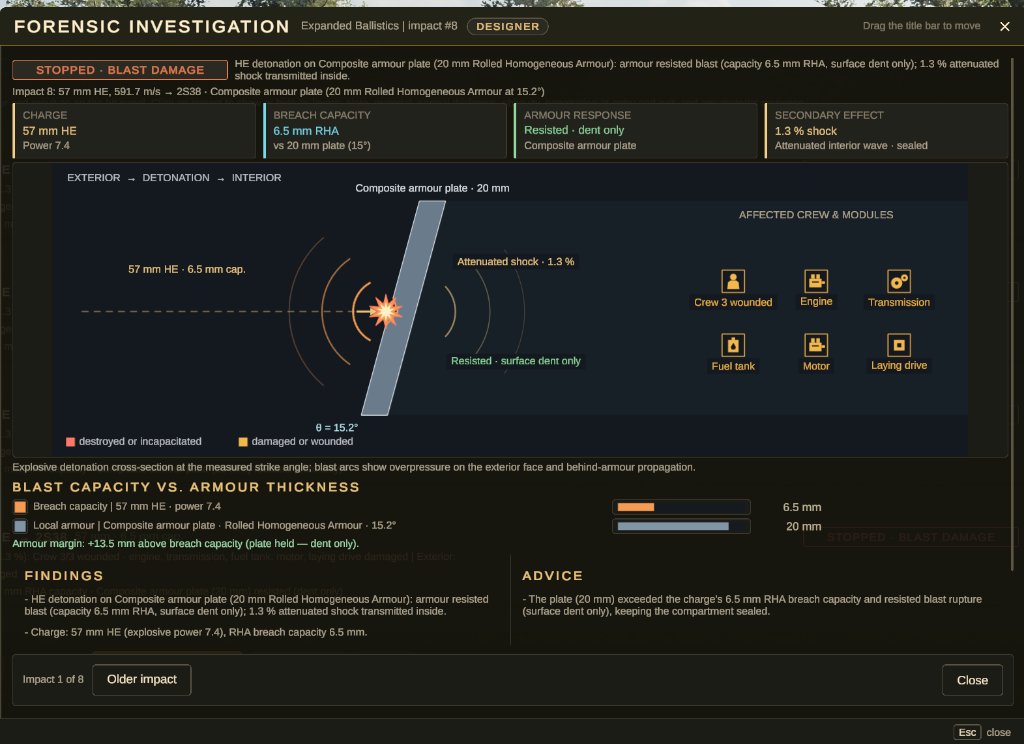 FORENSIC INVESTIGATION Expanded Ballistics | impact #8 DESIGNER Drag the title bar to move ×
STOPPED · BLAST DAMAGE
HE detonation on Composite armour plate (20 mm Rolled Homogeneous Armour): armour resisted blast (capacity 6.5 mm RHA, surface dent only); 1.3 % attenuated
shock transmitted inside.
Impact 8: 57 mm HE, 591.7 m/s → 2S38 · Composite armour plate (20 mm Rolled Homogeneous Armour at 15.2°)
CHARGE
57 mm HE
Power 7.4
BREACH CAPACITY
6.5 mm RHA
vs 20 mm plate (15°)
ARMOUR RESPONSE
Resisted · dent only
Composite armour plate
SECONDARY EFFECT
1.3 % shock
Attenuated interior wave · sealed
EXTERIOR → DETONATION → INTERIOR
Composite armour plate · 20 mm
AFFECTED CREW & MODULES
57 mm HE · 6.5 mm cap.
Attenuated shock · 1.3 %
Crew 3 wounded
Engine
Transmission
Resisted · surface dent only
Fuel tank
Motor
Laying drive
θ = 15.2°
destroyed or incapacitated
damaged or wounded
Explosive detonation cross-section at the measured strike angle; blast arcs show overpressure on the exterior face and behind-armour propagation.
BLAST CAPACITY VS. ARMOUR THICKNESS
Breach capacity | 57 mm HE · power 7.4 6.5 mm
Local armour | Composite armour plate · Rolled Homogeneous Armour · 15.2° 20 mm
STOPPED · BLAST DAMAGE
Armour margin: +13.5 mm above breach capacity (plate held — dent only).
FINDINGS
- HE detonation on Composite armour plate (20 mm Rolled Homogeneous Armour): armour resisted
blast (capacity 6.5 mm RHA, surface dent only); 1.3 % attenuated shock transmitted inside.
- Charge: 57 mm HE (explosive power 7.4), RHA breach capacity 6.5 mm.
ADVICE
- The plate (20 mm) exceeded the charge's 6.5 mm RHA breach capacity and resisted blast rupture
(surface dent only), keeping the compartment sealed.
Impact 1 of 8 Older impact Close
Esc close